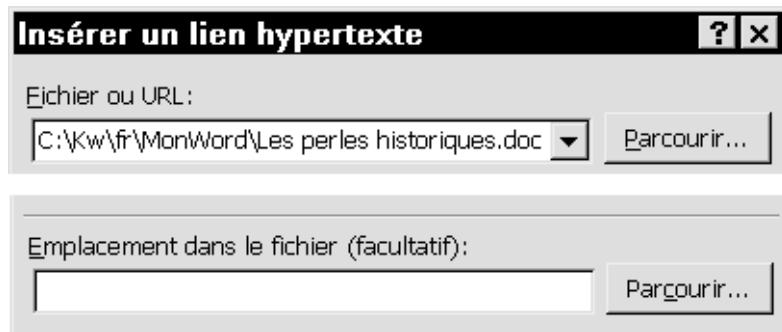 Insérer un lien hypertexte
Fichier ou URL:
C:\Kw\fr\MonWord\Les perles historiques.doc Parcourir...
Emplacement dans le fichier (facultatif):
Parcourir...